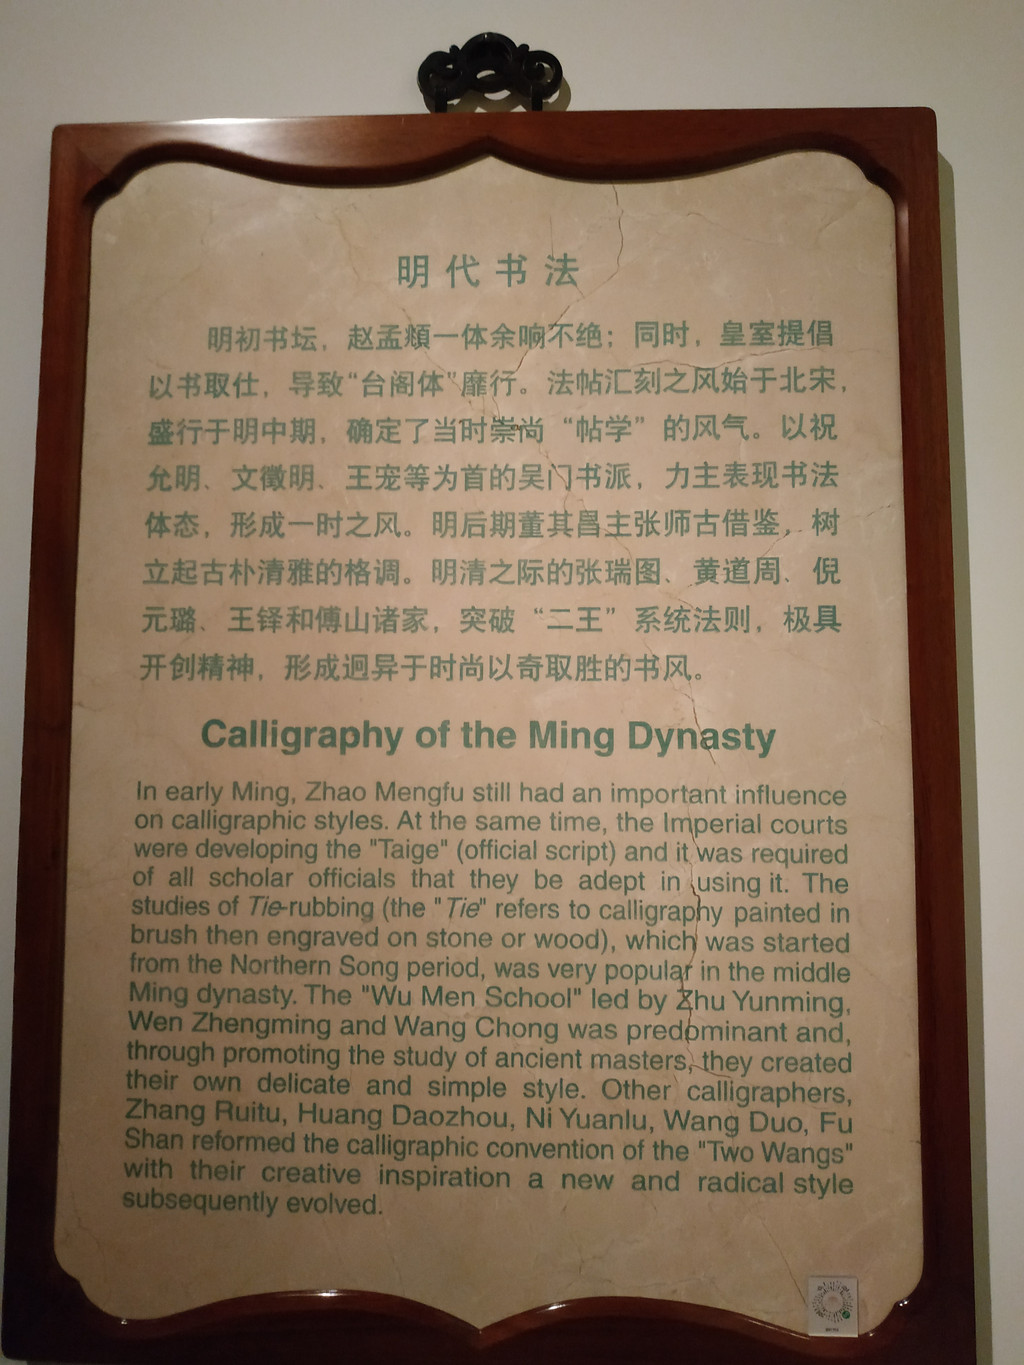 明代书法
明初书坛，赵孟頫一体余响不绝；同时，皇室提倡
以书取仕，导致“台阁体”靡行。法帖汇刻之风始于北宋，
盛行于明中期，确定了当时崇尚“帖学”的风气。以祝
允明、文徵明、王宠等为首的吴门书派，力主表现书法
体态，形成一时之风。明后期董其昌主张师古借鉴，树
立起古朴清雅的格调。明清之际的张瑞图、黄道周、倪
元璐、王铎和傅山诸家，突破“二王”系统法则，极具
开创精神，形成迥异于时尚以奇取胜的书风。
Calligraphy of the Ming Dynasty
In early Ming, Zhao Mengfu still had an important influence
on calligraphic styles. At the same time, the Imperial courts
were developing the "Taige" (official script) and it was required
of all scholar officials that they be adept in using it. The
studies of Tie-rubbing (the "Tie" refers to calligraphy painted in
brush then engraved on stone or wood), which was started
from the Northern Song period, was very popular in the middle
Ming dynasty. The "Wu Men School" led by Zhu Yunming,
Wen Zhengming and Wang Chong was predominant and,
through promoting the study of ancient masters, they created
their own delicate and simple style. Other calligraphers,
Zhang Ruitu, Huang Daozhou, Ni Yuanlu, Wang Duo, Fu
Shan reformed the calligraphic convention of the "Two Wangs"
with their creative inspiration a new and radical style
subsequently evolved.